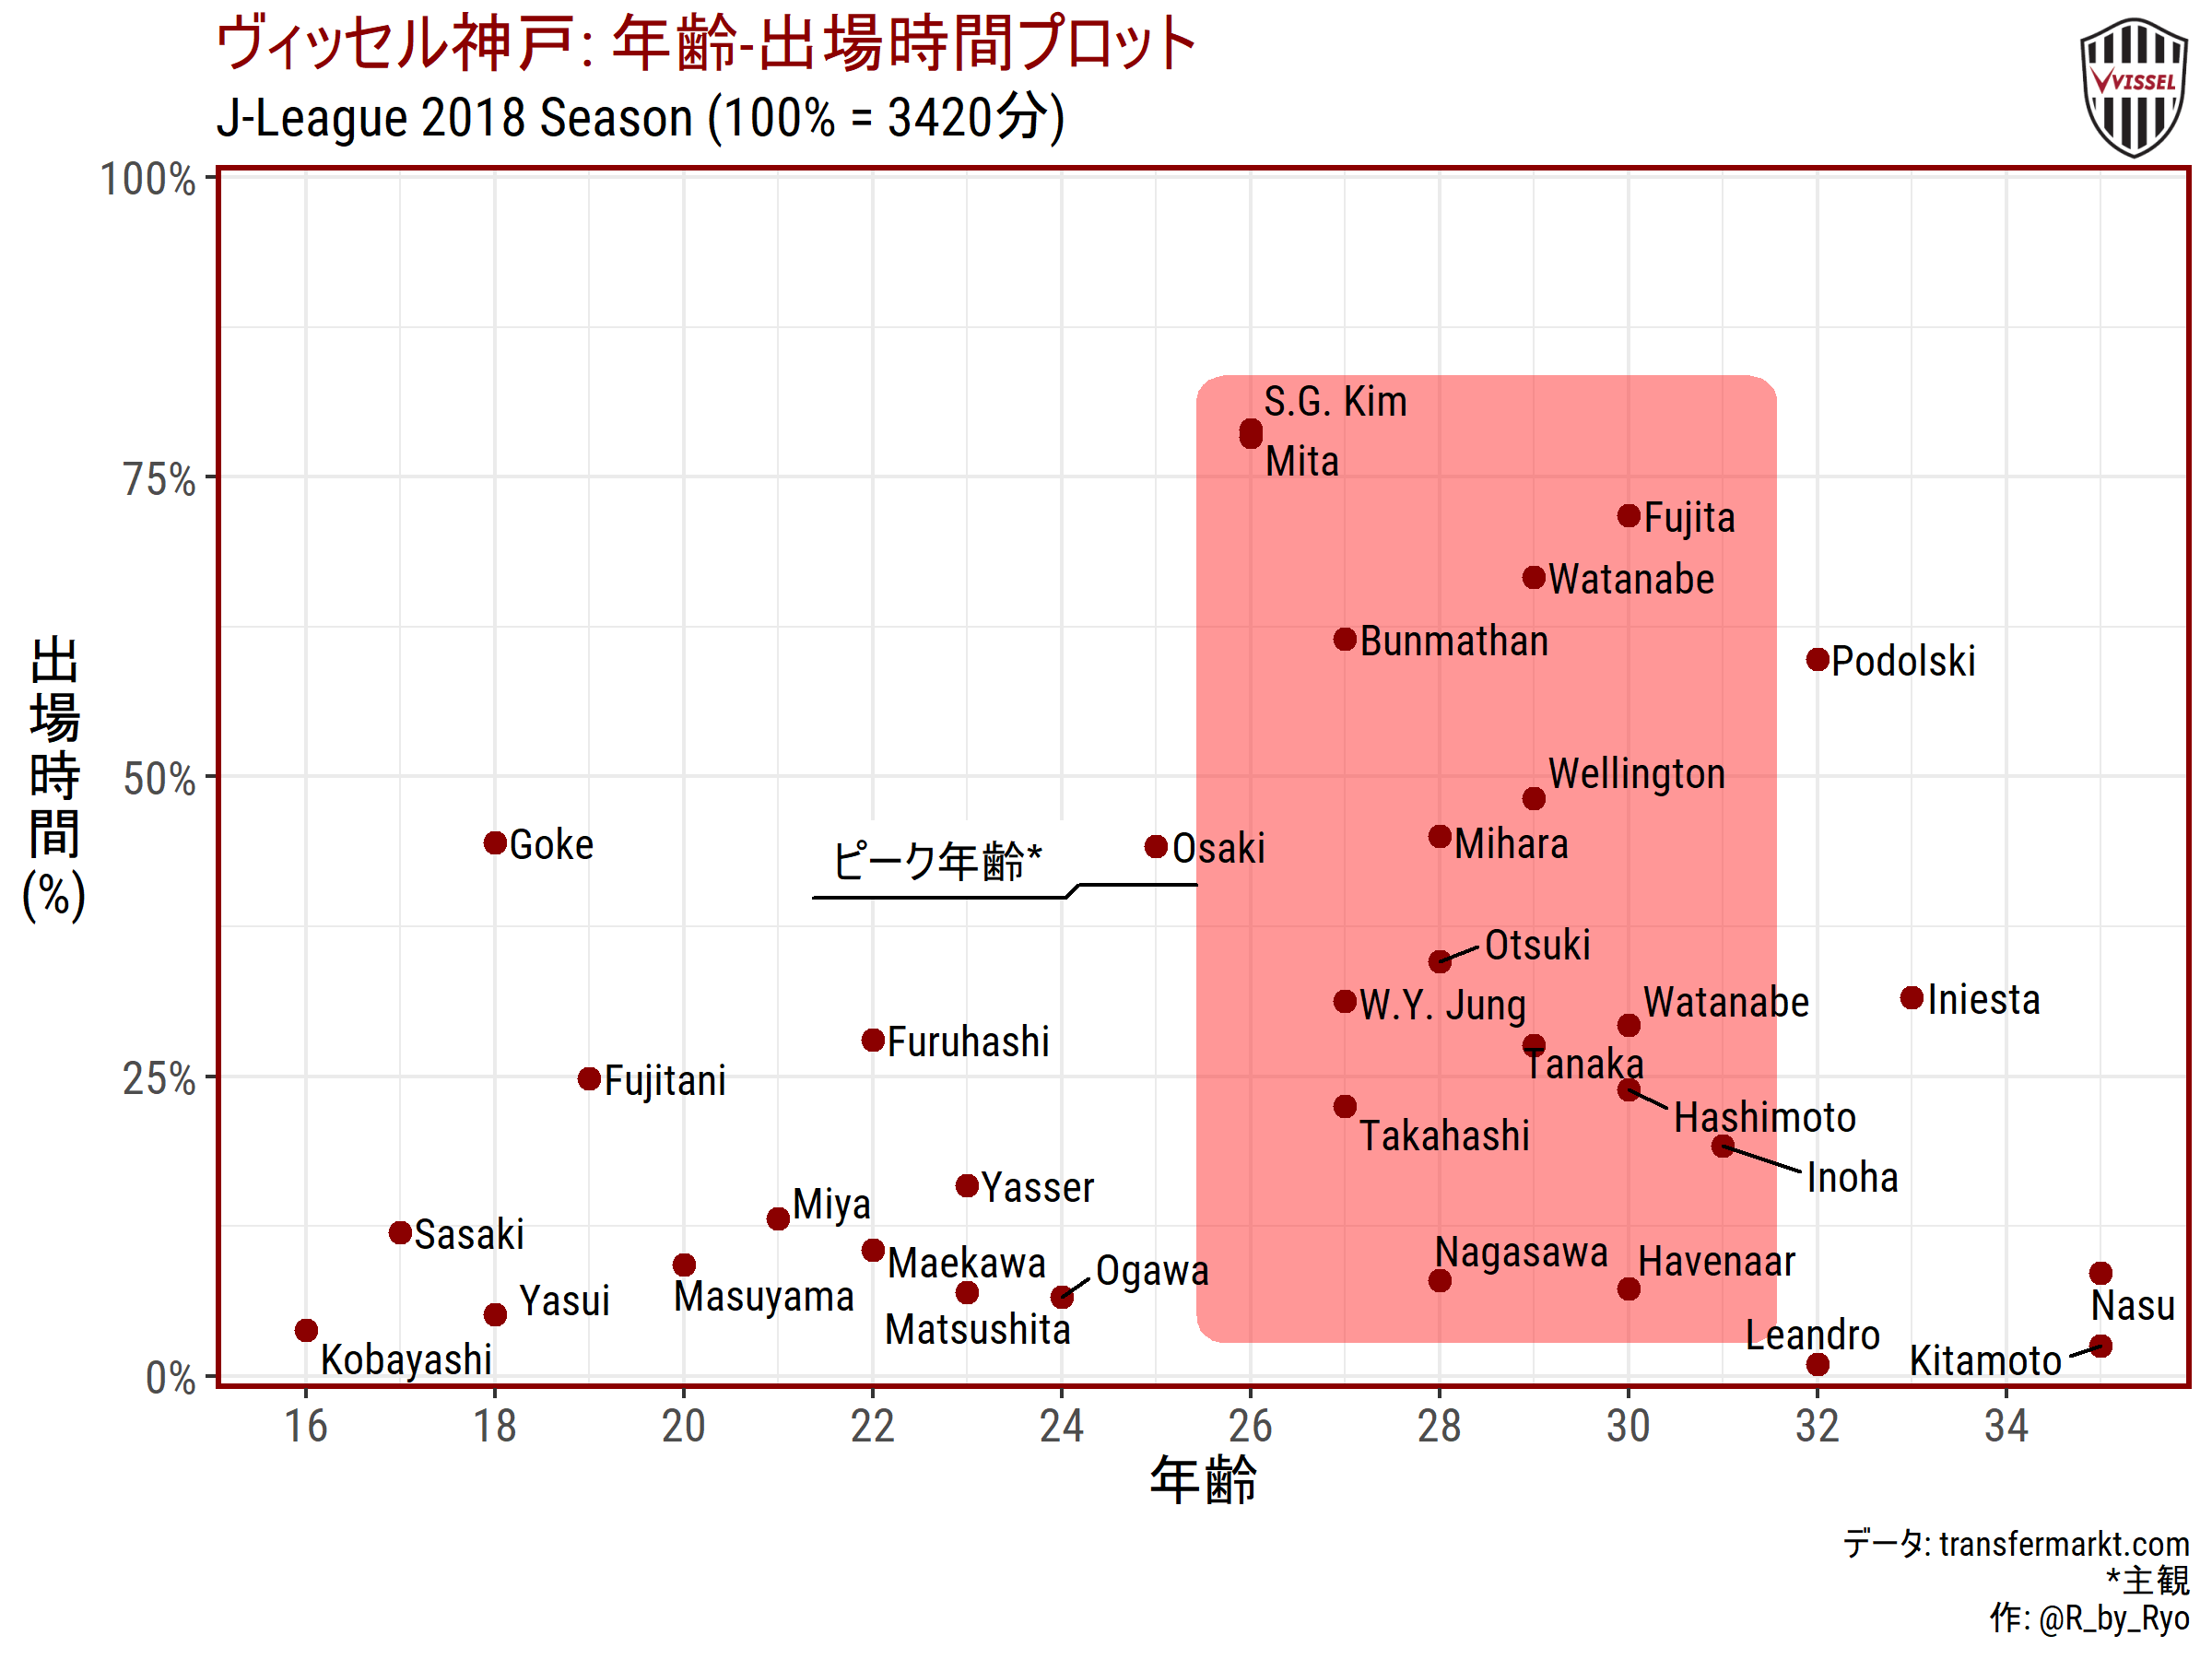 ヴィッセル神戸: 年齢-出場時間プロット
J-League 2018 Season (100% = 3420分)
VISSEL
100%
75%
50%
25%
0%
出場時間(%)
S.G. Kim
Mita
Fujita
Watanabe
Bunmathan
Podolski
Wellington
Goke
Osaki
Mihara
ピーク年齢*
Otsuki
W.Y. Jung
Watanabe
Iniesta
Furuhashi
Tanaka
Fujitani
Hashimoto
Takahashi
Inoha
Yasser
Miya
Sasaki
Maekawa
Ogawa
Nagasawa
Havenaar
Masuyama
Yasui
Matsushita
Nasu
Leandro
Kobayashi
Kitamoto
16 18 20 22 24 26 28 30 32 34
年齢
データ: transfermarkt.com
*主観
作: @R_by_Ryo